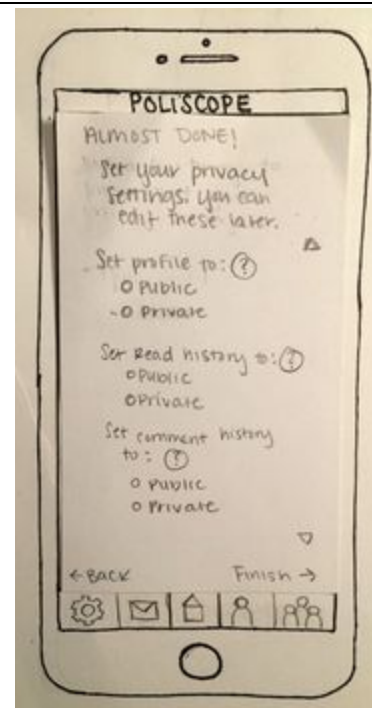 POLISCOPE
ALMOST DONE!
Set your privacy
settings. you can
edit these later.
Set profile to: ?
Public
Private
Set Read history to: ?
Public
Private
Set comment history
to: ?
Public
Private
← BACK Finish →